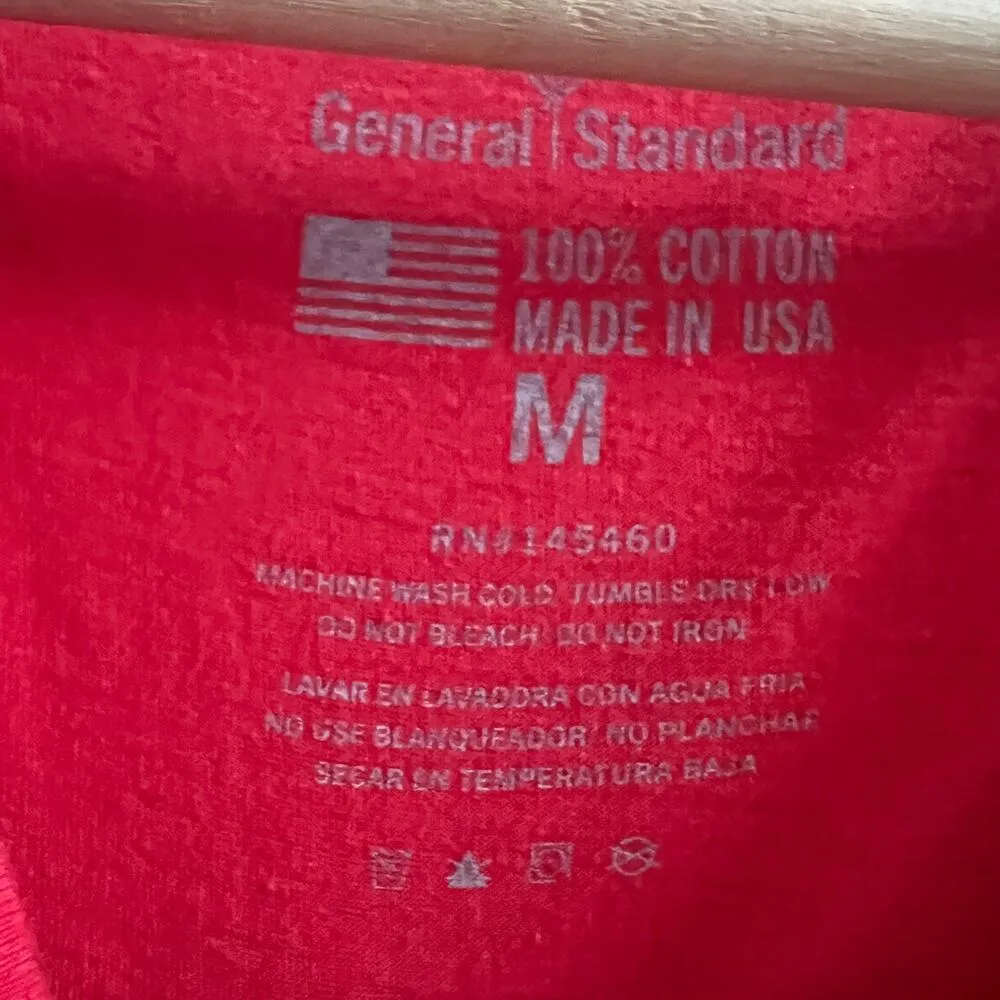 General Standard
100% COTTON
MADE IN USA
M
RN#145460
MACHINE WASH COLD, TUMBLE DRY LOW
DO NOT BLEACH DO NOT IRON
LAVAR EN LAVADORA CON AGUA FRIA
NO USE BLANQUEADOR NO PLANCHAR
SECAR EN TEMPERATURA BAJA